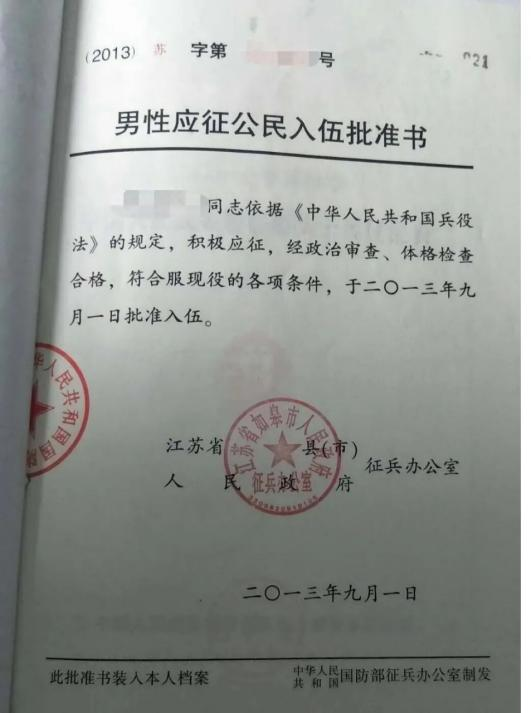 (2013) 苏 字第 号 021
男性应征公民入伍批准书
同志依据《中华人民共和国兵役
法》的规定，积极应征，经政治审查、体格检查
合格，符合服现役的各项条件，于二〇一三年九
月一日批准入伍。
中华人民共和国国防
江苏省如皋市人民政府
征兵办公室
江苏省 县(市)
人民政府 征兵办公室
二〇一三年九月一日
此批准书装入本人档案 中华人民共和国国防部征兵办公室制发